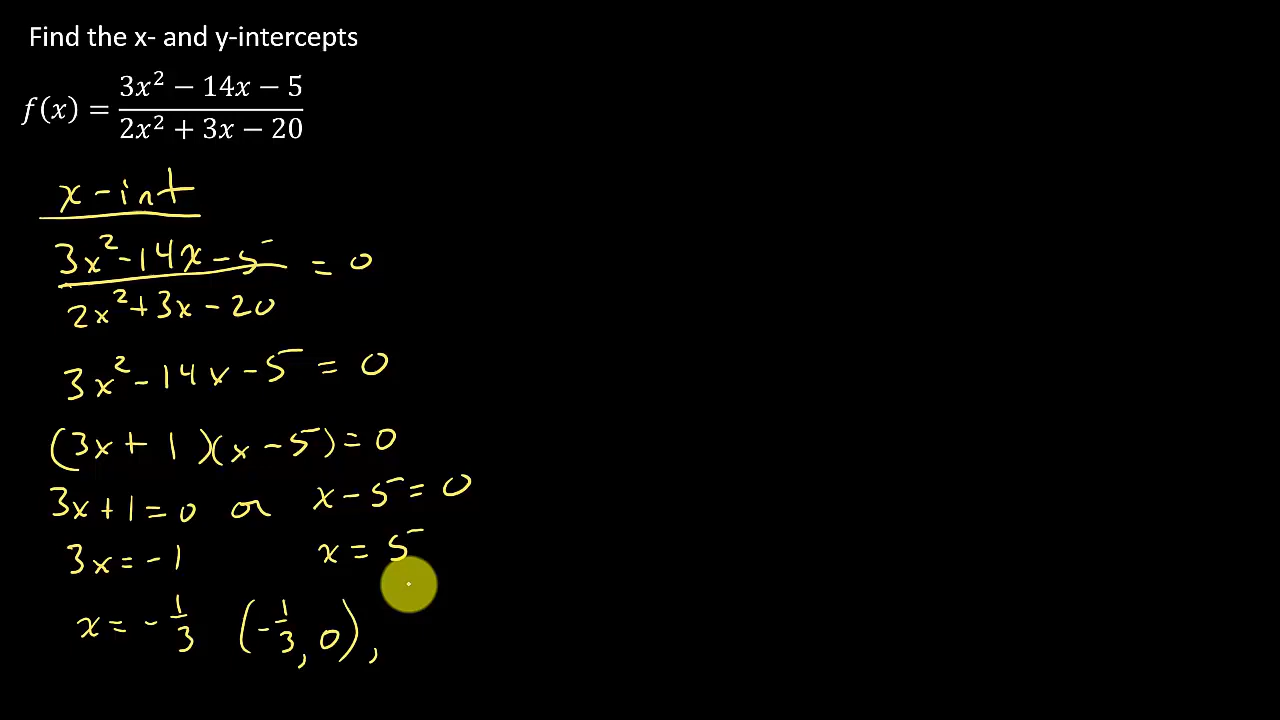 Find the x- and y-intercepts
f(x) = (3x² − 14x − 5)/(2x² + 3x − 20)
x - int
(3x² - 14x - 5)/(2x² + 3x - 20) = 0
3x² - 14x - 5 = 0
(3x + 1)(x - 5) = 0
3x + 1 = 0 or x - 5 = 0
3x = -1 x = 5
x = -1/3 (-1/3, 0),